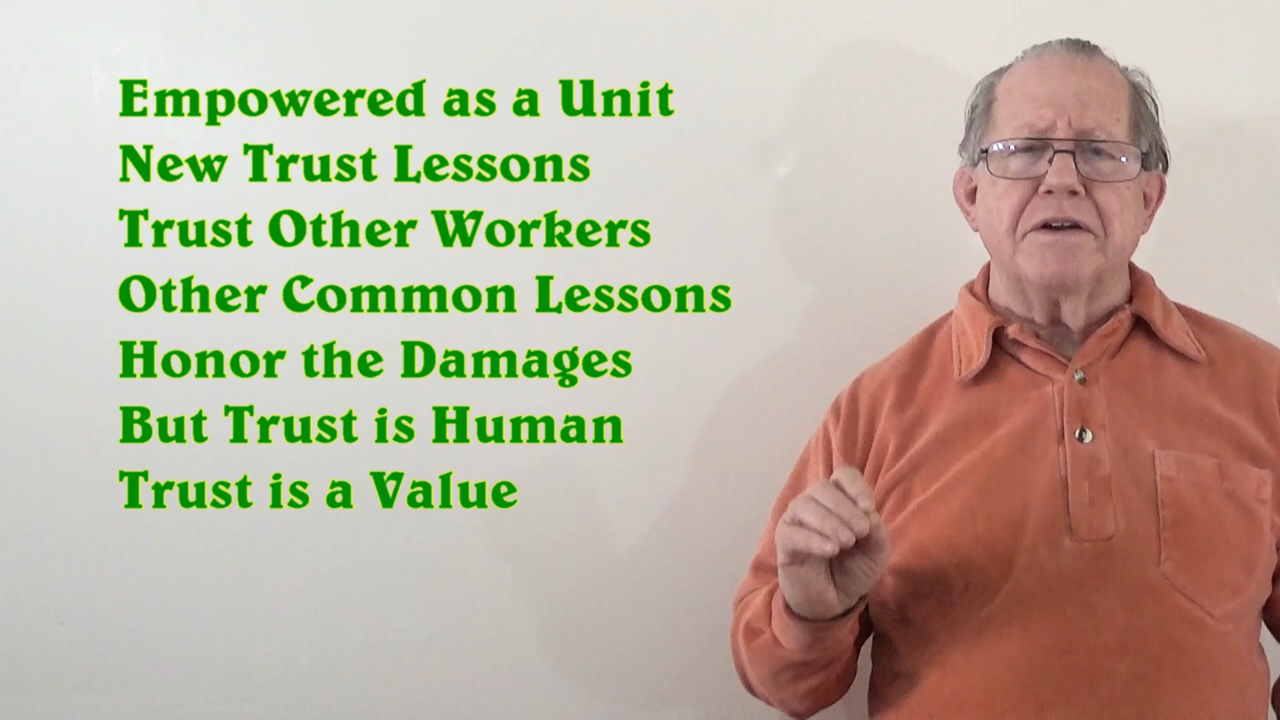 Empowered as a Unit
New Trust Lessons
Trust Other Workers
Other Common Lessons
Honor the Damages
But Trust is Human
Trust is a Value